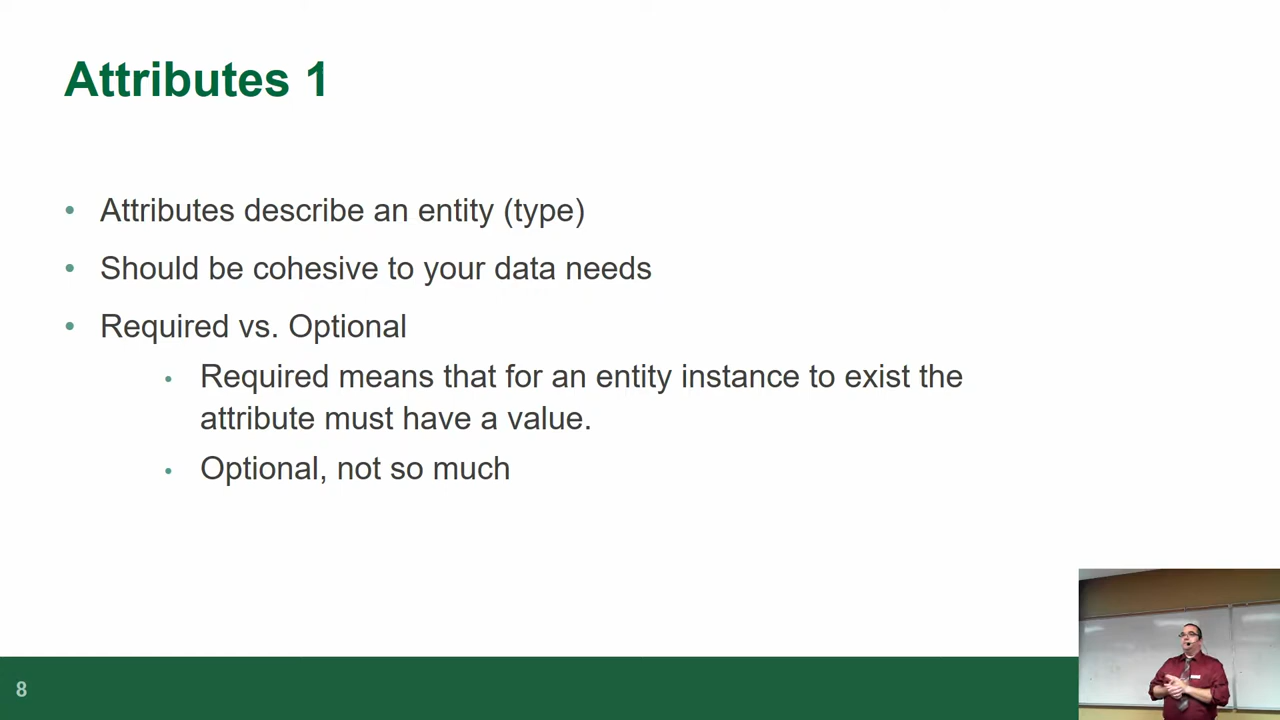 Attributes 1
• Attributes describe an entity (type)
• Should be cohesive to your data needs
• Required vs. Optional
• Required means that for an entity instance to exist the
attribute must have a value.
• Optional, not so much
8